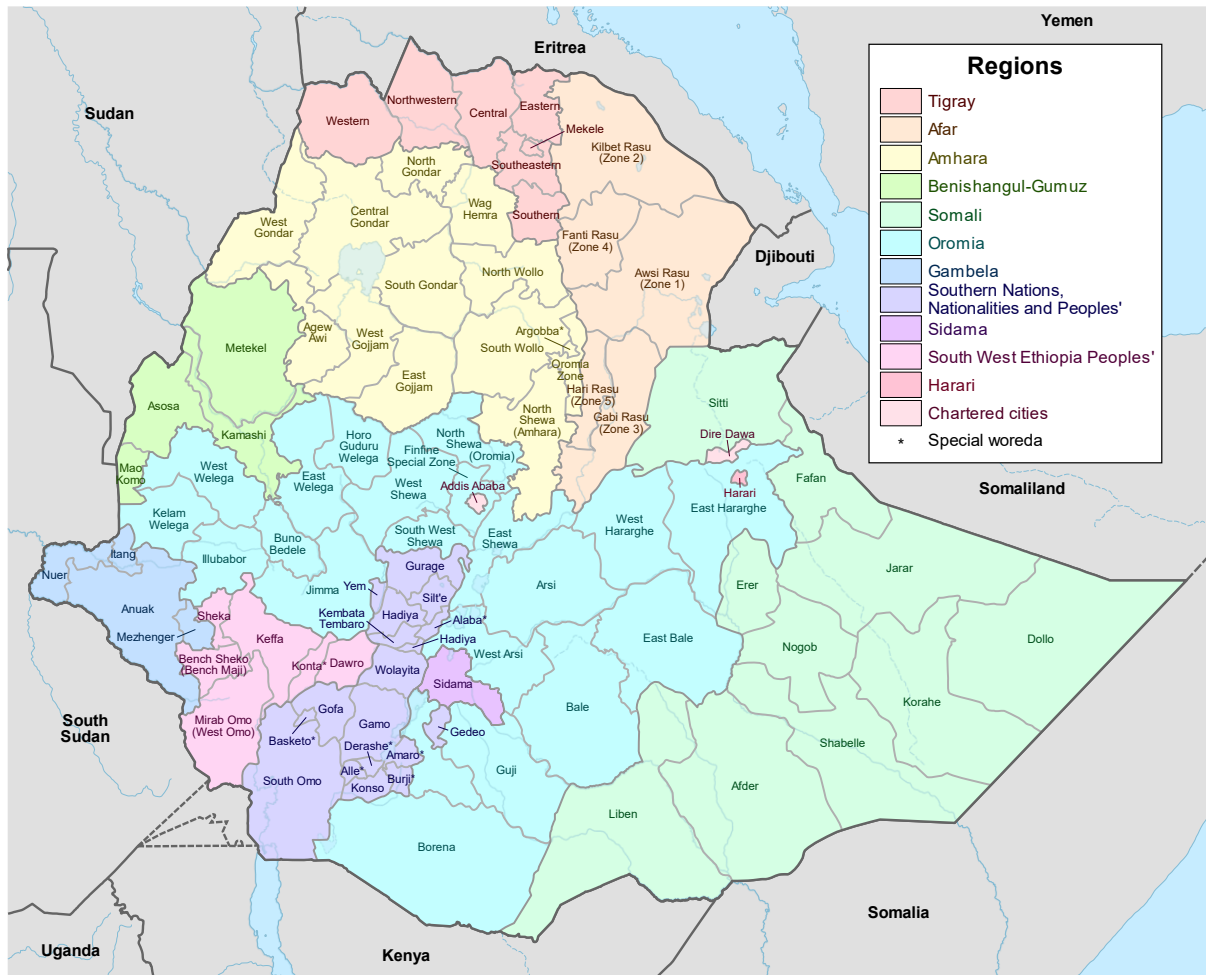 Yemen
Eritrea
Sudan
Regions
Tigray
Afar
Amhara
Benishangul-Gumuz
Somali
Oromia
Gambela
Southern Nations,
Nationalities and Peoples'
Sidama
South West Ethiopia Peoples'
Harari
Chartered cities
* Special woreda
Northwestern
Western
Central
Eastern
Mekele
Southeastern
Southern
Kilbet Rasu
(Zone 2)
Fanti Rasu
(Zone 4)
Awsi Rasu
(Zone 1)
Hari Rasu
(Zone 5)
Gabi Rasu
(Zone 3)
Djibouti
North
Gondar
Wag
Hemra
West
Gondar
Central
Gondar
South Gondar
North Wollo
Argobba*
South Wollo
Oromia
Zone
Agew
Awi
West
Gojjam
East
Gojjam
North
Shewa
(Amhara)
Metekel
Asosa
Kamashi
Mao
Komo
Sitti
Dire Dawa
Harari
East Hararghe
Fafan
Somaliland
Horo
Guduru
Welega
North
Shewa
(Oromia)
Finfine
Special Zone
Addis Ababa
West
Welega
East
Welega
West
Shewa
Kelam
Welega
Illubabor
Buno
Bedele
South West
Shewa
East
Shewa
West
Hararghe
Itang
Nuer
Anuak
Mezhenger
Jimma
Arsi
East Bale
Erer
Jarar
Nogob
Dollo
Korahe
Shabelle
Gurage
Yem
Silt'e
Hadiya
Kembata
Tembaro
Alaba*
Hadiya
West Arsi
Sheka
Keffa
Bench Sheko
(Bench Maji)
Konta*
Dawro
Wolayita
Sidama
Bale
Mirab Omo
(West Omo)
Gofa
Basketo*
Gamo
Gedeo
Derashe*
Amaro*
Alle*
Burji*
Konso
South Omo
Guji
Afder
Liben
Borena
South
Sudan
Uganda
Kenya
Somalia